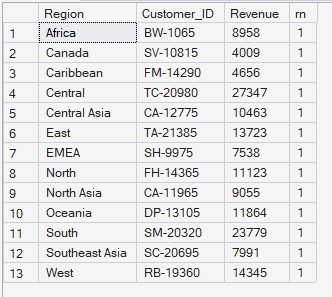 Region Customer_ID Revenue rn
1 Africa BW-1065 8958 1
2 Canada SV-10815 4009 1
3 Caribbean FM-14290 4656 1
4 Central TC-20980 27347 1
5 Central Asia CA-12775 10463 1
6 East TA-21385 13723 1
7 EMEA SH-9975 7538 1
8 North FH-14365 11123 1
9 North Asia CA-11965 9055 1
10 Oceania DP-13105 11864 1
11 South SM-20320 23779 1
12 Southeast Asia SC-20695 7991 1
13 West RB-19360 14345 1